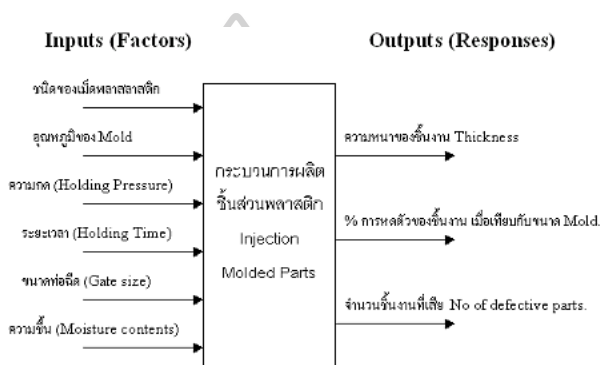 Inputs (Factors)
Outputs (Responses)
ชนิดของเม็ดพลาสลาสติก
อุณหภูมิของ Mold
ความกด (Holding Pressure)
ระยะเวลา (Holding Time)
ขนาดท่อฉีด (Gate size)
ความชื้น (Moisture contents)
กระบวนการผลิต
ชิ้นส่วนพลาสติก
Injection
Molded Parts
ความหนาของชิ้นงาน Thickness
% การหดตัวของชิ้นงาน เมื่อเทียบกับขนาด Mold.
จำนวนชิ้นงานที่เสีย No of defective parts.